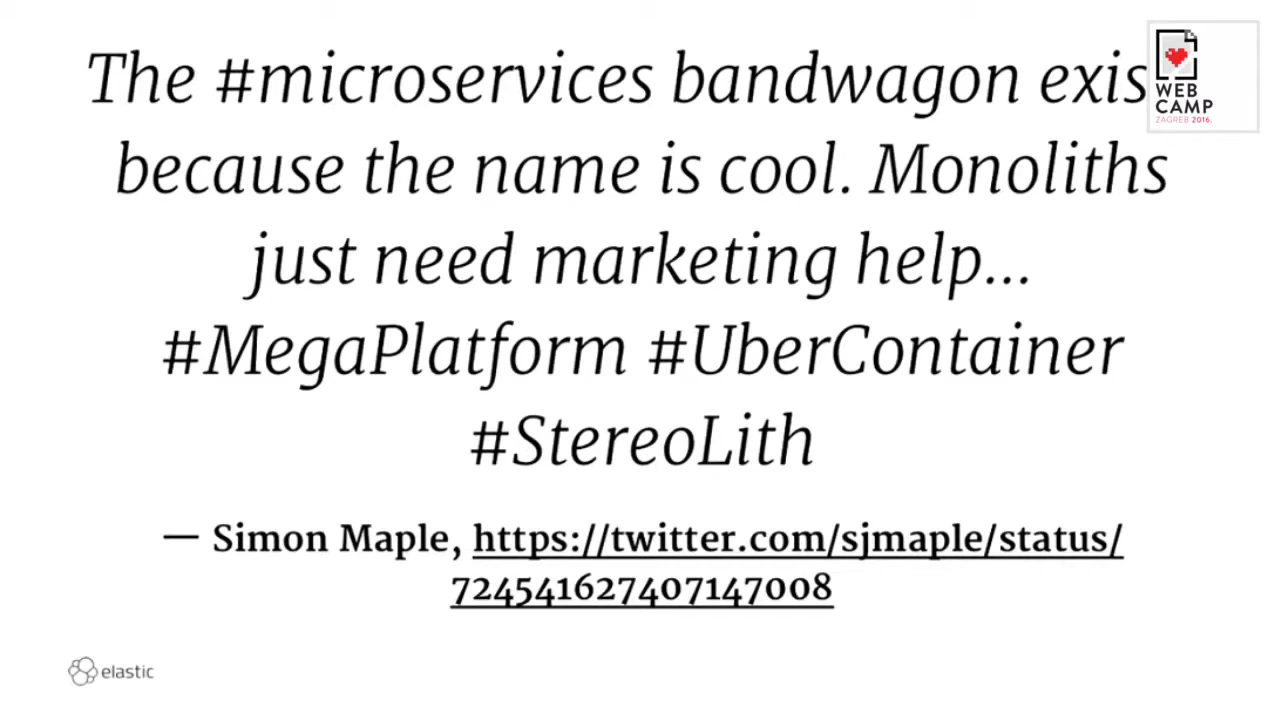 The #microservices bandwagon exis
because the name is cool. Monoliths
just need marketing help...
#MegaPlatform #UberContainer
#StereoLith
— Simon Maple, https://twitter.com/sjmaple/status/
724541627407147008
WEB
CAMP
ZAGREB 2016.
elastic